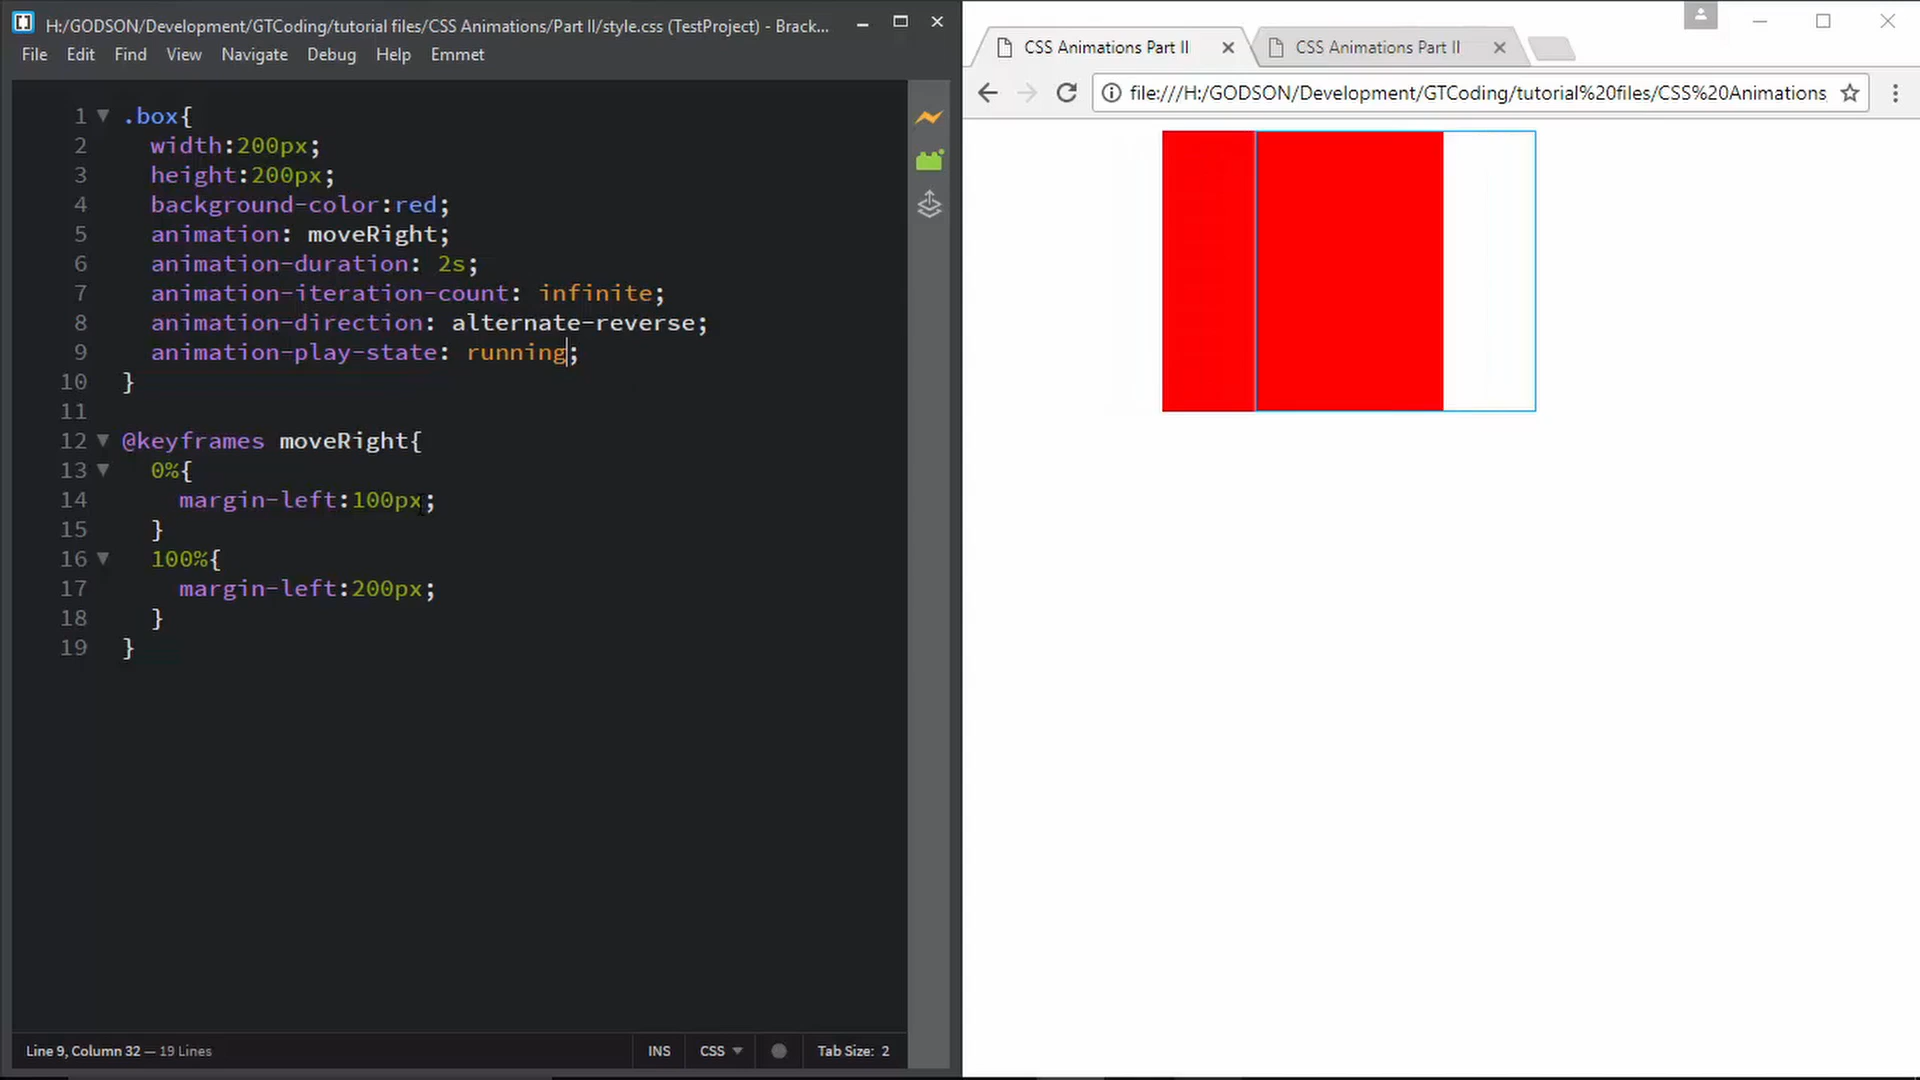 H:/GODSON/Development/GTCoding/tutorial files/CSS Animations/Part II/style.css (TestProject) - Brack...
File Edit Find View Navigate Debug Help Emmet
1 .box{
2 width:200px;
3 height:200px;
4 background-color:red;
5 animation: moveRight;
6 animation-duration: 2s;
7 animation-iteration-count: infinite;
8 animation-direction: alternate-reverse;
9 animation-play-state: running;
10 }
11
12 @keyframes moveRight{
13 0%{
14 margin-left:100px;
15 }
16 100%{
17 margin-left:200px;
18 }
19 }
Line 9, Column 32 — 19 Lines
INS CSS Tab Size: 2
CSS Animations Part II
CSS Animations Part II
file:///H:/GODSON/Development/GTCoding/tutorial%20files/CSS%20Animations